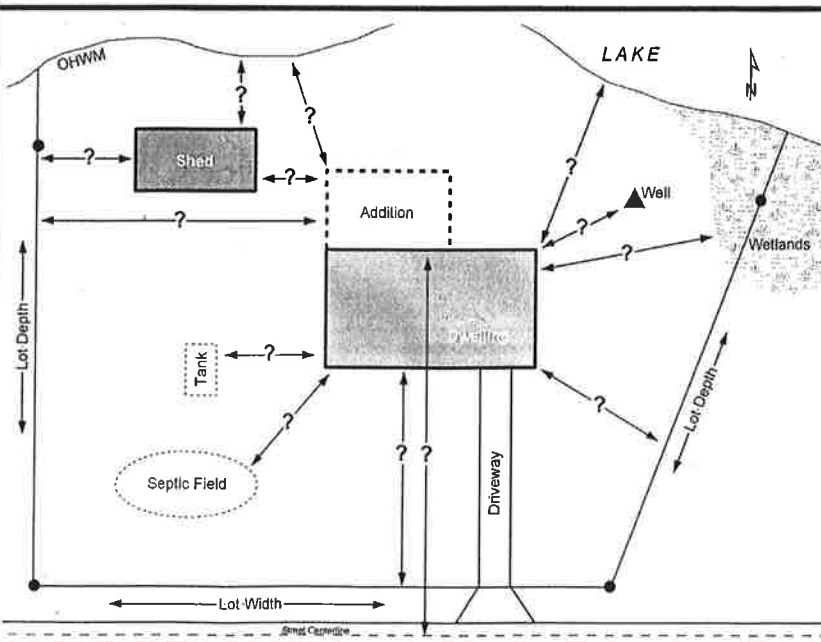 LAKE
OHWM
N
?
?
Shed
?
?
?
Well
?
?
Addition
?
Wetlands
Dwelling
Lot Depth
Tank
?
?
Lot Depth
?
?
?
Septic Field
Driveway
Lot Width
Street Centerline